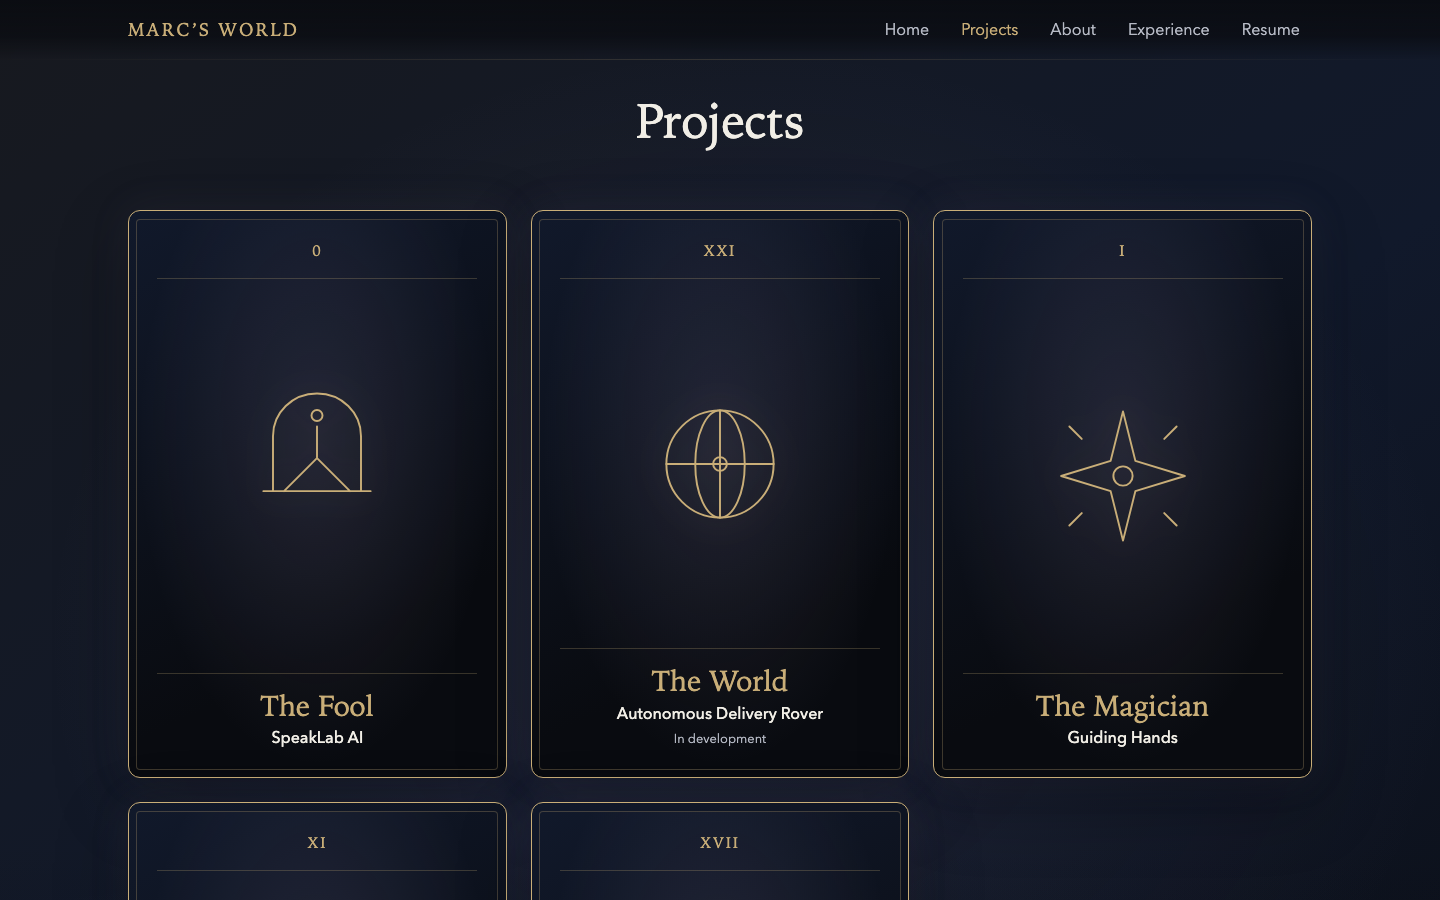 MARC’S WORLD
Home Projects About Experience Resume
Projects
0
The Fool
SpeakLab AI
XXI
The World
Autonomous Delivery Rover
In development
I
The Magician
Guiding Hands
XI
XVII